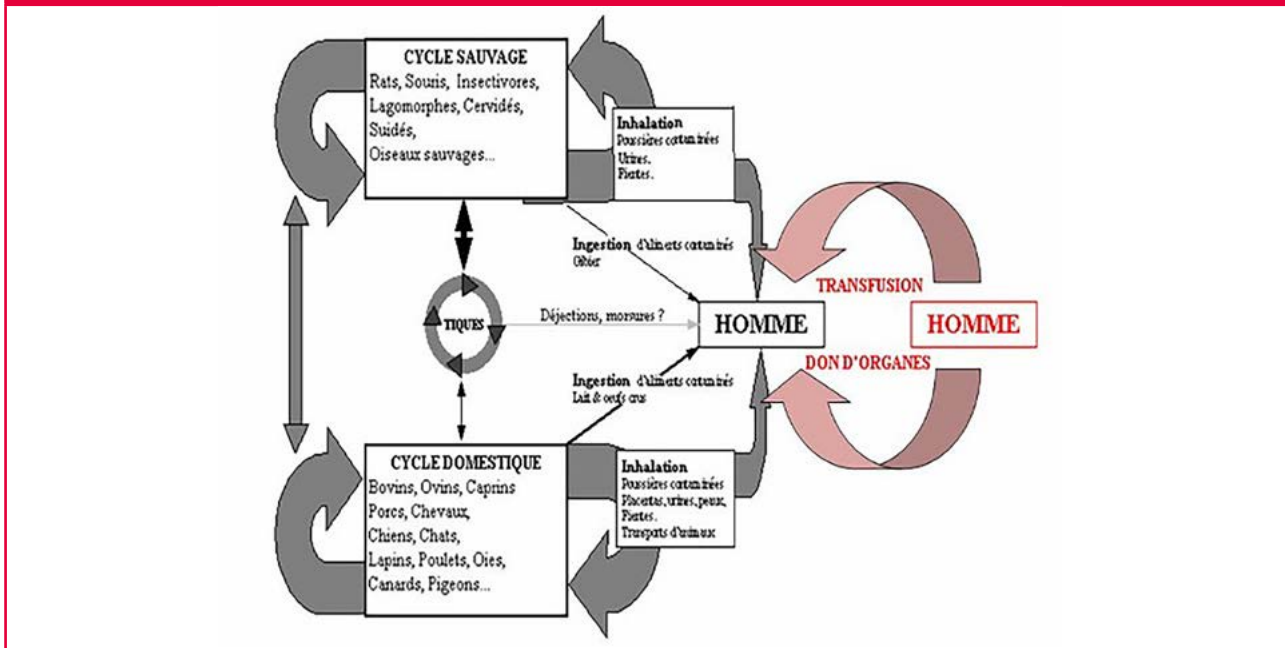 CYCLE SAUVAGE
Rats, Souris, Insectivores,
Lagomorphes, Cervidés,
Suidés,
Oiseaux sauvages...
Inhalation
Poussières contaminées
Urines,
Fientes.
Ingestion d'aliments contaminés
Gibier
TRANSFUSION
TIQUES
Déjections, morsures ?
HOMME
HOMME
DON D'ORGANES
Ingestion d'aliments contaminés
Lait & oeufs crus
CYCLE DOMESTIQUE
Bovins, Ovins, Caprins
Porcs, Chevaux,
Chiens, Chats,
Lapins, Poulets, Oies,
Canards, Pigeons...
Inhalation
Poussières contaminées
Placentas, urines, peaux,
Fientes.
Transports d'animaux